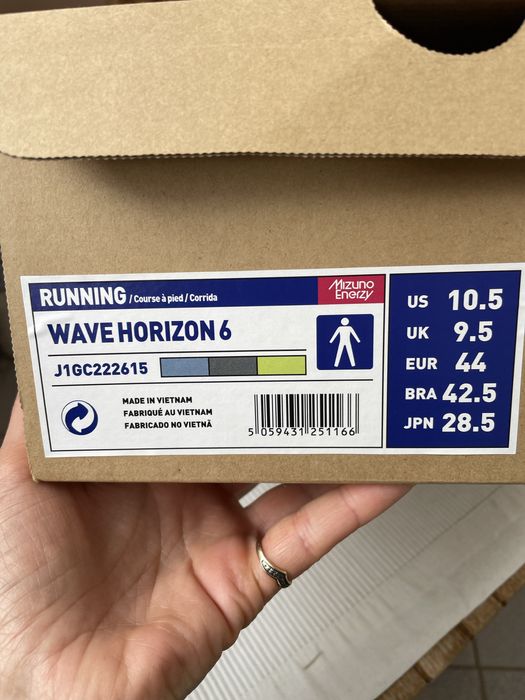 RUNNING / Course à pied / Corrida
Mizuno
Enerzy
WAVE HORIZON 6
J1GC222615
MADE IN VIETNAM
FABRIQUÉ AU VIETNAM
FABRICADO NO VIETNÃ
5 059431 251166
US 10.5
UK 9.5
EUR 44
BRA 42.5
JPN 28.5